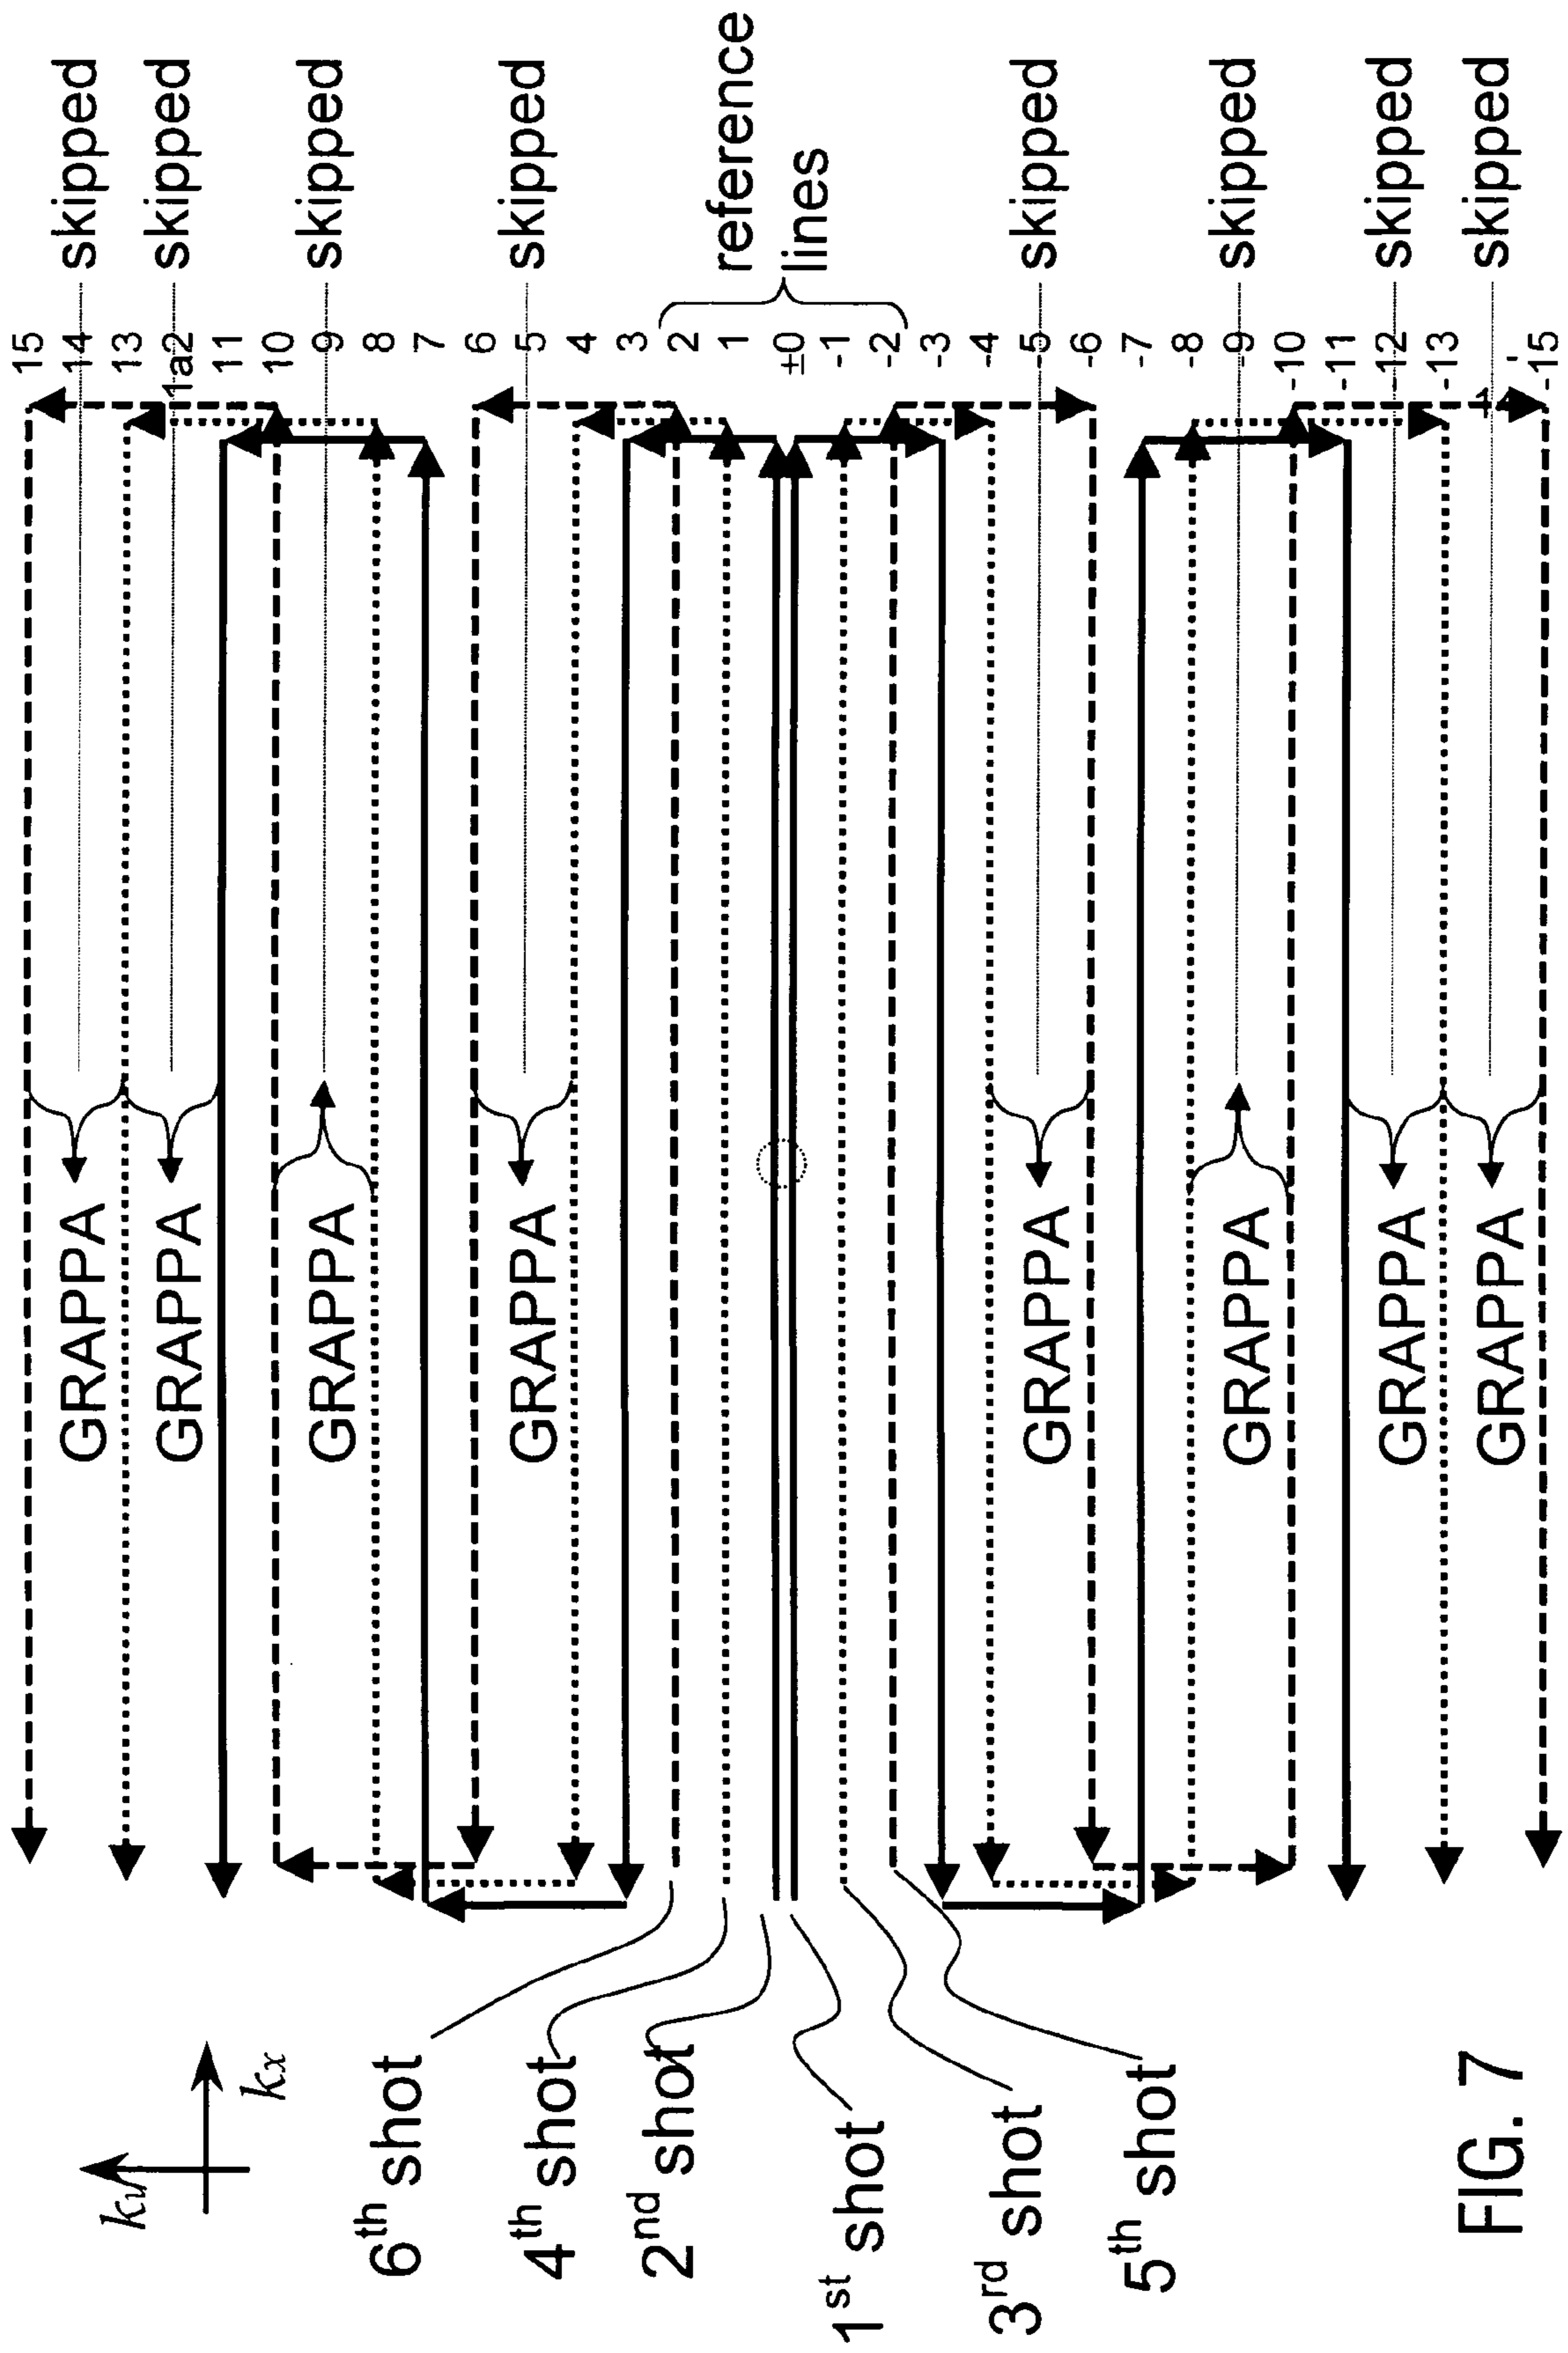 15
14 skipped
13
1a2 skipped
11
10
9 skipped
8
7
6
5 skipped
4
3
2
1
±0
-1
-2
-3
-4
-5 skipped
-6
-7
-8
-9 skipped
-10
-11
-12 skipped
-13
skipped
-15
reference
lines
GRAPPA
GRAPPA
GRAPPA
GRAPPA
GRAPPA
GRAPPA
GRAPPA
GRAPPA
kx
6th shot
4th shot
2nd shot
1st shot
3rd shot
5th shot
FIG. 7